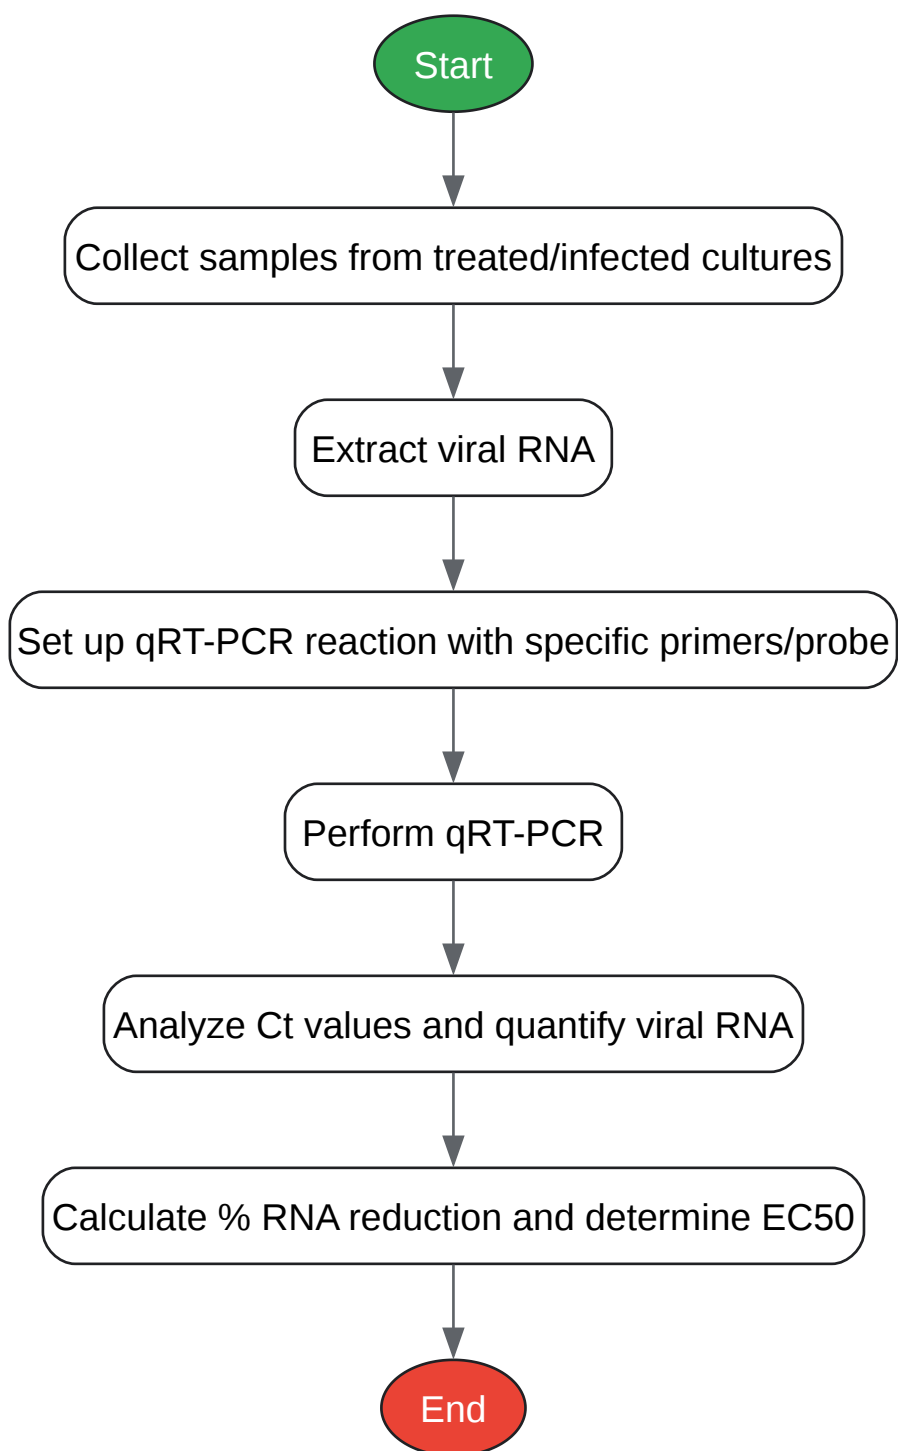 Start
Collect samples from treated/infected cultures
Extract viral RNA
Set up qRT-PCR reaction with specific primers/probe
Perform qRT-PCR
Analyze Ct values and quantify viral RNA
Calculate % RNA reduction and determine EC50
End